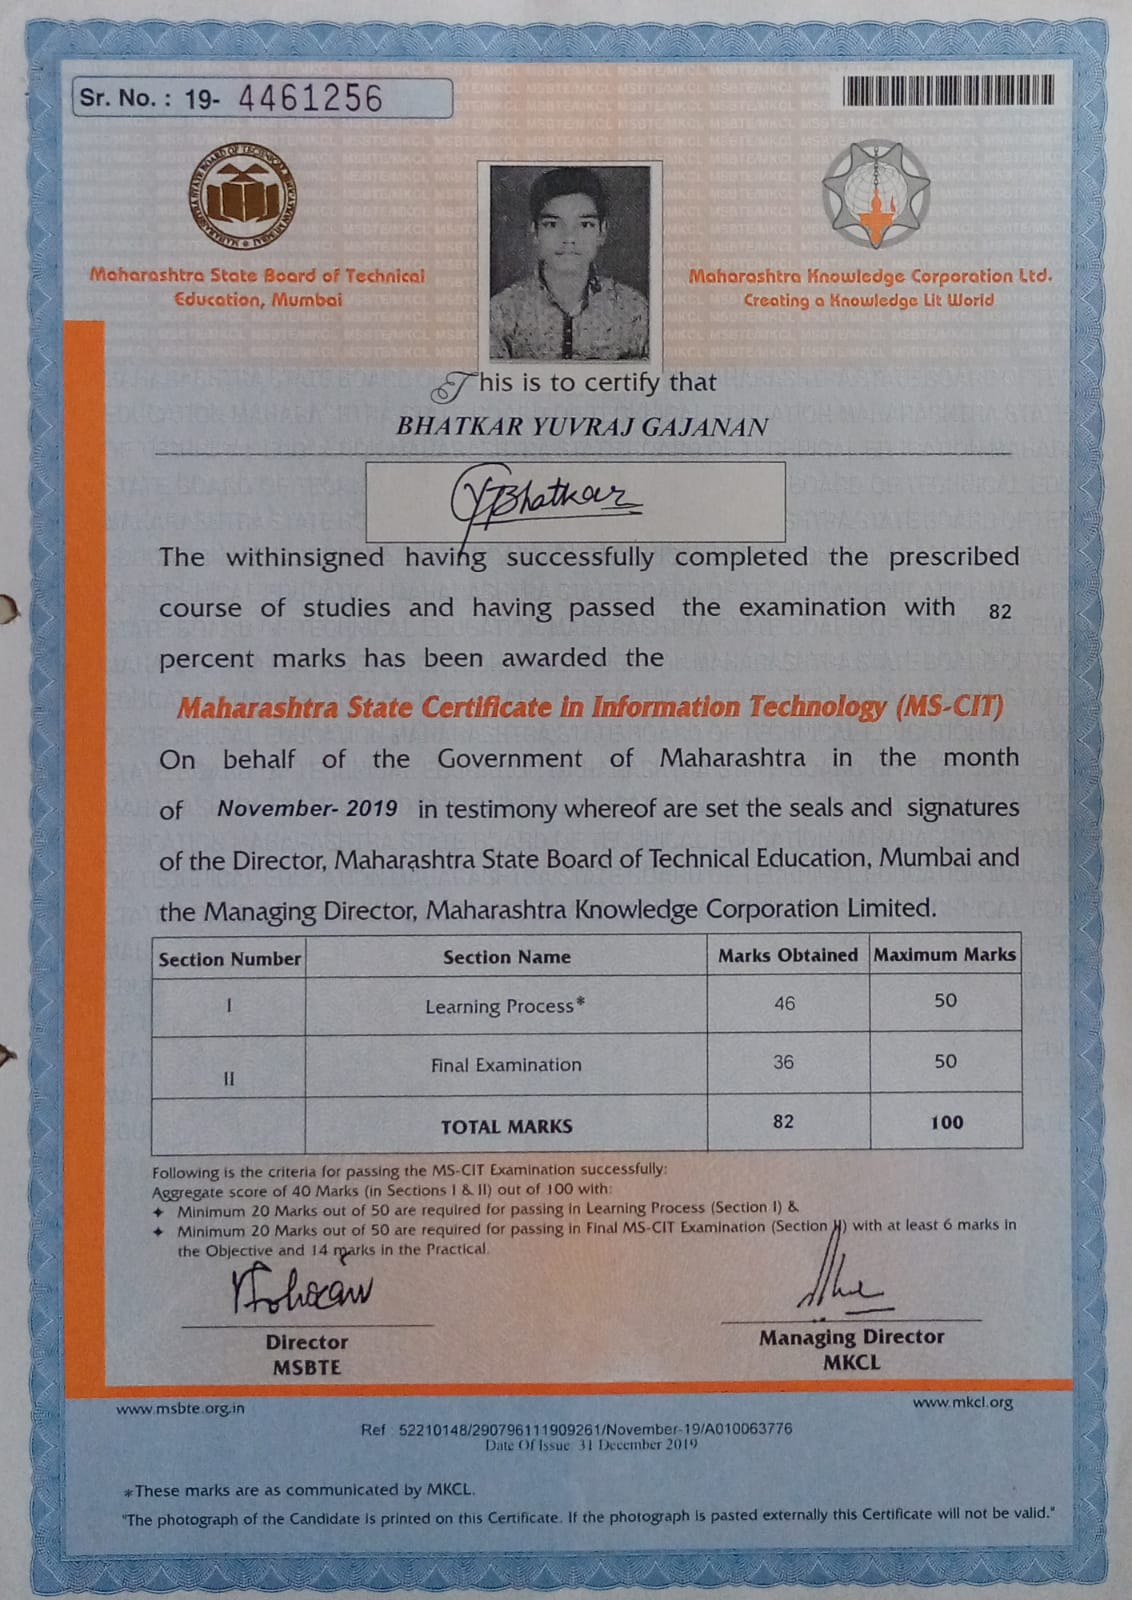 Sr. No. : 19- 4461256
Maharashtra State Board of Technical
Education, Mumbai
Maharashtra Knowledge Corporation Ltd.
Creating a Knowledge Lit World
This is to certify that
BHATKAR YUVRAJ GAJANAN
YBhatkar
The withinsigned having successfully completed the prescribed
course of studies and having passed the examination with 82
percent marks has been awarded the
Maharashtra State Certificate in Information Technology (MS-CIT)
On behalf of the Government of Maharashtra in the month
of November- 2019 in testimony whereof are set the seals and signatures
of the Director, Maharashtra State Board of Technical Education, Mumbai and
the Managing Director, Maharashtra Knowledge Corporation Limited.
Section Number Section Name Marks Obtained Maximum Marks
I Learning Process* 46 50
II Final Examination 36 50
TOTAL MARKS 82 100
Following is the criteria for passing the MS-CIT Examination successfully:
Aggregate score of 40 Marks (in Sections I & II) out of 100 with:
✦ Minimum 20 Marks out of 50 are required for passing in Learning Process (Section I) &
✦ Minimum 20 Marks out of 50 are required for passing in Final MS-CIT Examination (Section II) with at least 6 marks in
the Objective and 14 marks in the Practical.
Director
MSBTE
Managing Director
MKCL
www.msbte.org.in
www.mkcl.org
Ref : 52210148/290796111909261/November-19/A010063776
Date Of Issue 31 December 2019
*These marks are as communicated by MKCL.
"The photograph of the Candidate is printed on this Certificate. If the photograph is pasted externally this Certificate will not be valid."